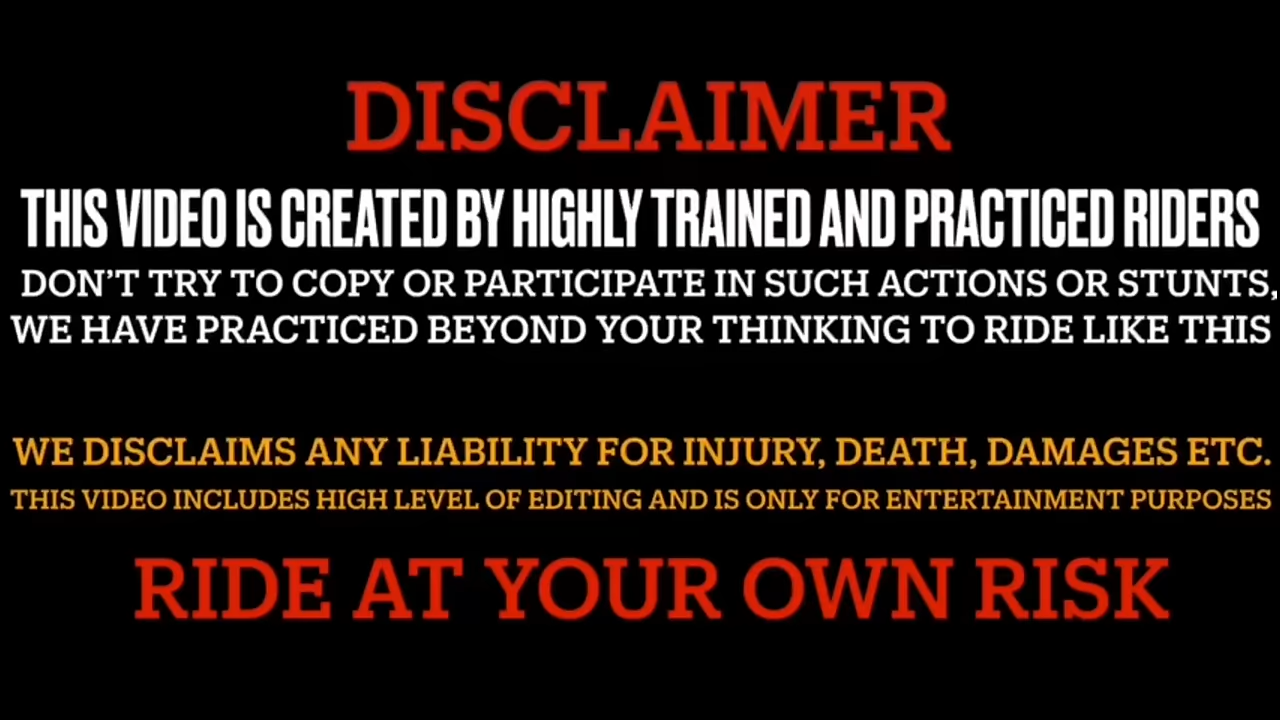 DISCLAIMER
THIS VIDEO IS CREATED BY HIGHLY TRAINED AND PRACTICED RIDERS
DON'T TRY TO COPY OR PARTICIPATE IN SUCH ACTIONS OR STUNTS,
WE HAVE PRACTICED BEYOND YOUR THINKING TO RIDE LIKE THIS
WE DISCLAIMS ANY LIABILITY FOR INJURY, DEATH, DAMAGES ETC.
THIS VIDEO INCLUDES HIGH LEVEL OF EDITING AND IS ONLY FOR ENTERTAINMENT PURPOSES
RIDE AT YOUR OWN RISK